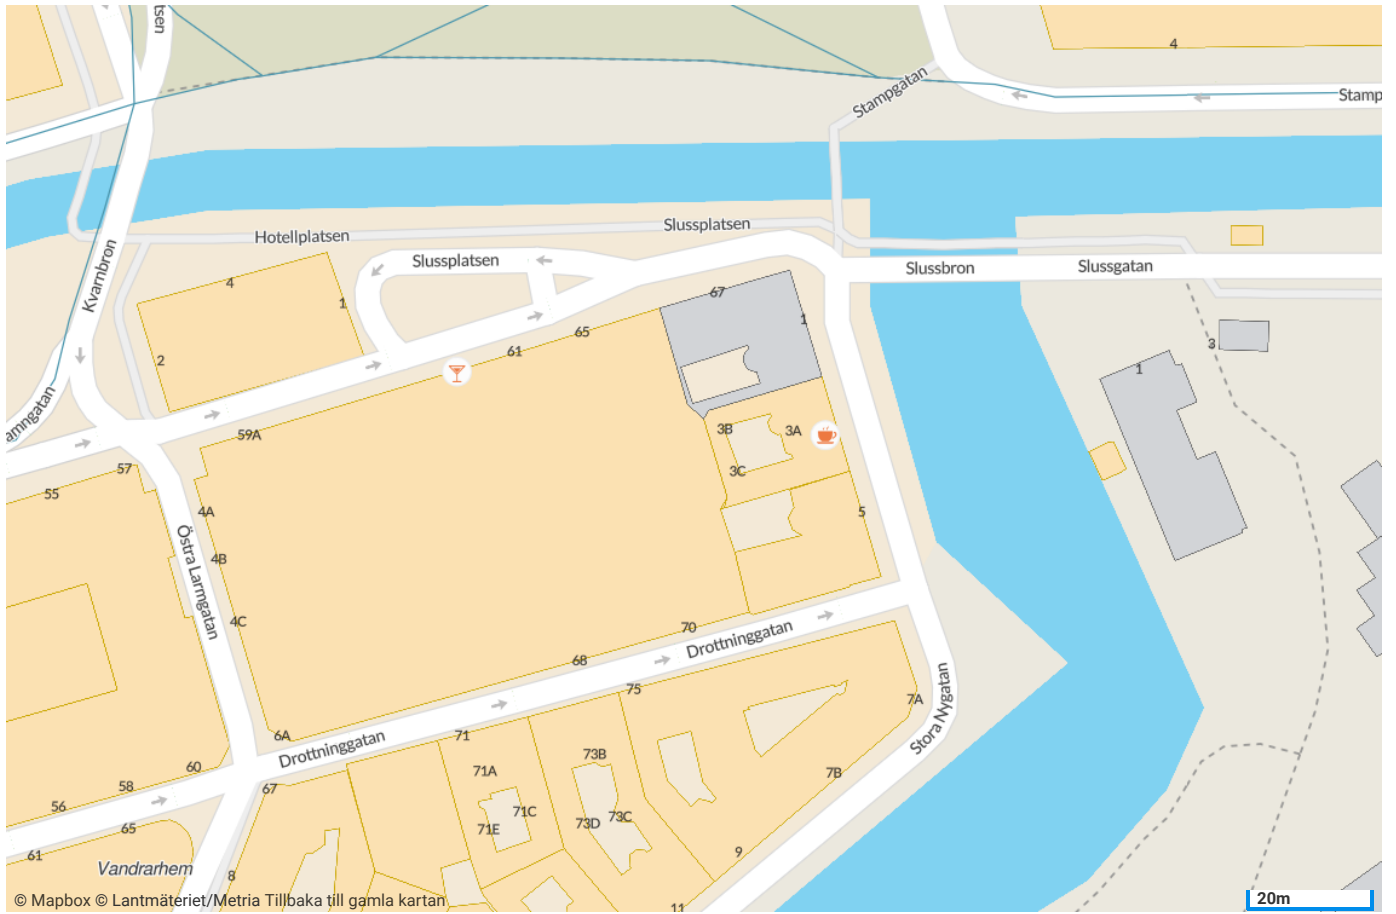 tsen
4
Stampgatan
Stamp
Slussplatsen
Hotellplatsen
Slussplatsen
Slussbron
Slussgatan
Kvarnbron
4
67
1
1
65
3
61
2
1
amngatan
59A
3B
3A
57
3C
55
4A
5
Östra Larmgatan
4B
4C
70
Drottninggatan
68
75
7A
Stora Nygatan
6A
71
Drottninggatan
73B
60
71A
7B
58
67
56
71C
73C
65
71E
73D
61
9
Vandrarhem
8
11
© Mapbox © Lantmäteriet/Metria Tillbaka till gamla kartan
20m